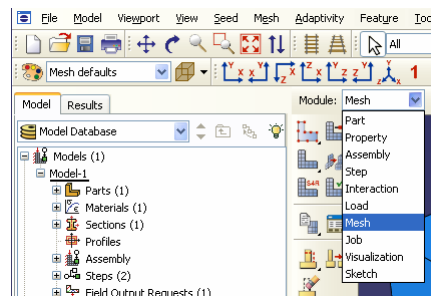 File Model Viewport View Seed Mesh Adaptivity Feature
All
Mesh defaults
Y X Y X Z X Z X Y Z Z Y 1
Model Results Module: Mesh
Model Database
Part
Property
Assembly
Step
Interaction
Load
Mesh
Job
Visualization
Sketch
Models (1)
Model-1
Parts (1)
Materials (1)
Sections (1)
Profiles
Assembly
Steps (2)
Field Output Requests (1)
S4R